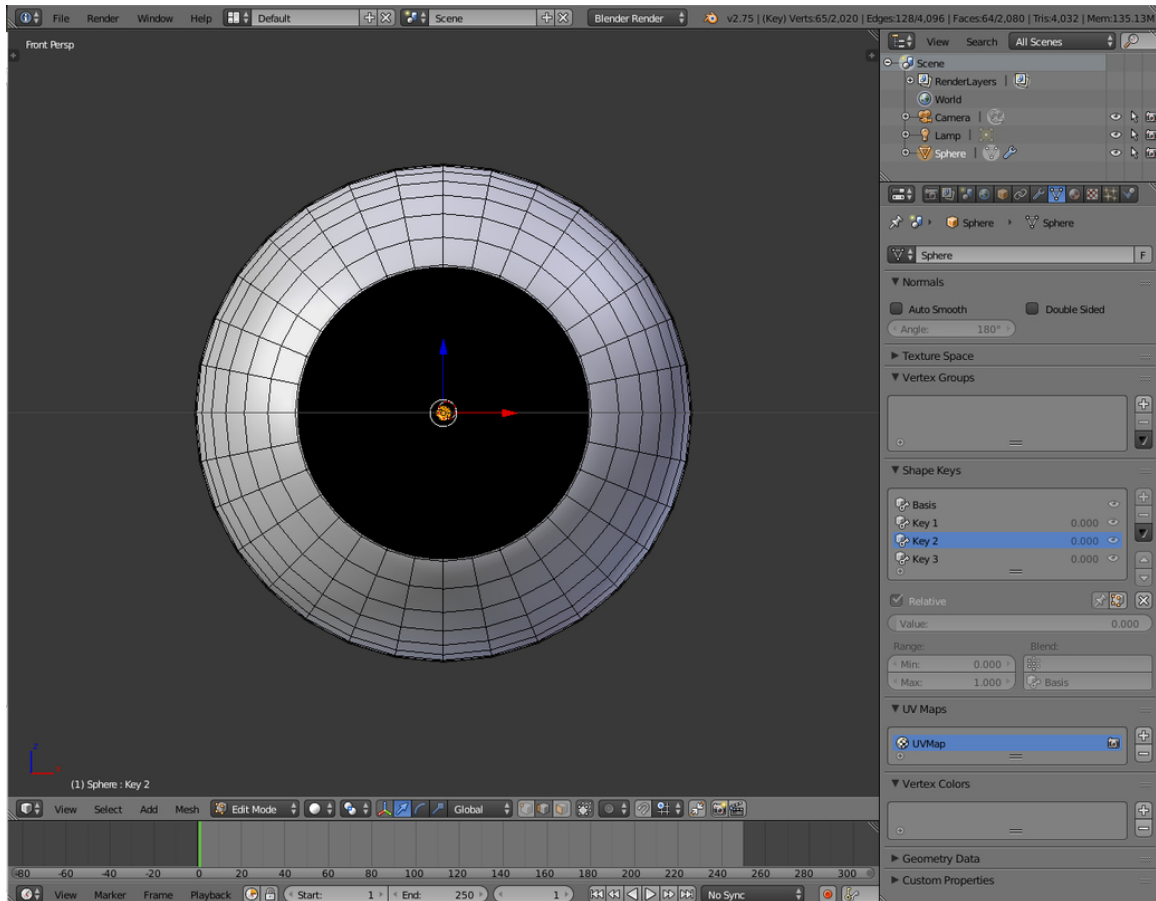 File Render Window Help Default Scene Blender Render v2.75 | (Key) Verts:65/2,020 | Edges:128/4,096 | Faces:64/2,080 | Tris:4,032 | Mem:135.13M
Front Persp
View Search All Scenes
Scene
RenderLayers |
World
Camera |
Lamp |
Sphere |
Sphere Sphere
Sphere F
Normals
Auto Smooth Double Sided
Angle: 180°
Texture Space
Vertex Groups
Shape Keys
Basis
Key 1 0.000
Key 2 0.000
Key 3 0.000
Relative
Value: 0.000
Range: Blend:
Min: 0.000
Max: 1.000 Basis
UV Maps
UVMap
Vertex Colors
Geometry Data
Custom Properties
z
x
(1) Sphere : Key 2
View Select Add Mesh Edit Mode Global
-80 -60 -40 -20 0 20 40 60 80 100 120 140 160 180 200 220 240 260 280 300
View Marker Frame Playback Start: 1 End: 250 1 No Sync